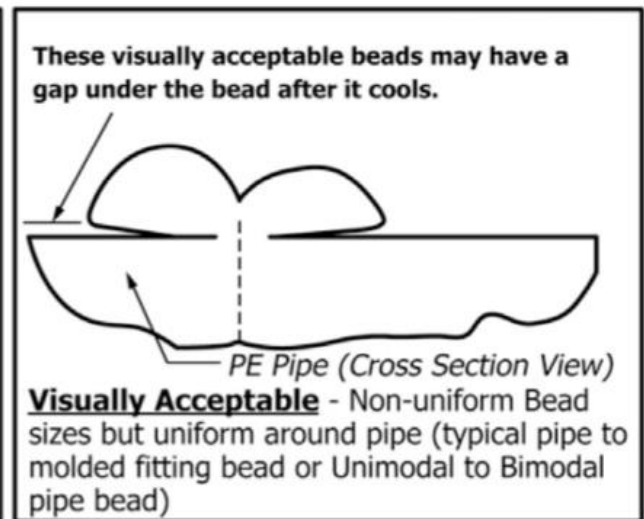 These visually acceptable beads may have a
gap under the bead after it cools.
PE Pipe (Cross Section View)
Visually Acceptable - Non-uniform Bead
sizes but uniform around pipe (typical pipe to
molded fitting bead or Unimodal to Bimodal
pipe bead)